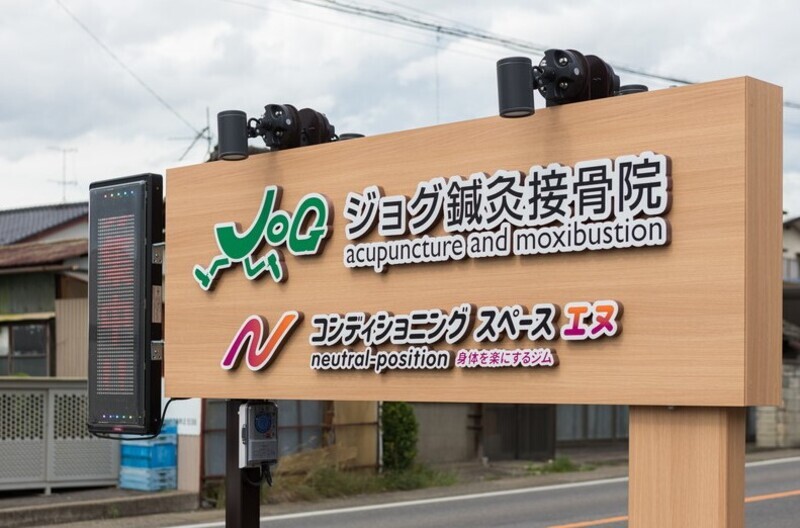 JOG
ジョグ鍼灸接骨院
acupuncture and moxibustion
N
コンディショニング スペース エヌ
neutral-position 身体を楽にするジム